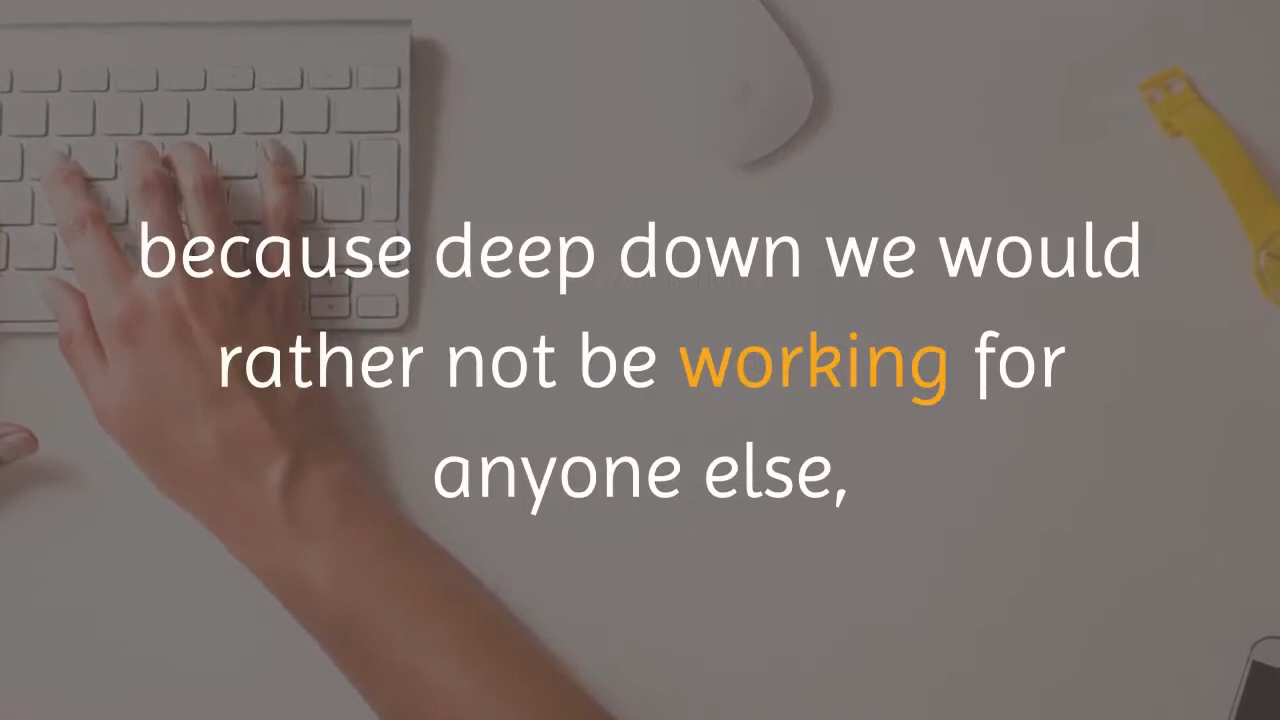 because deep down we would
rather not be working for
anyone else,